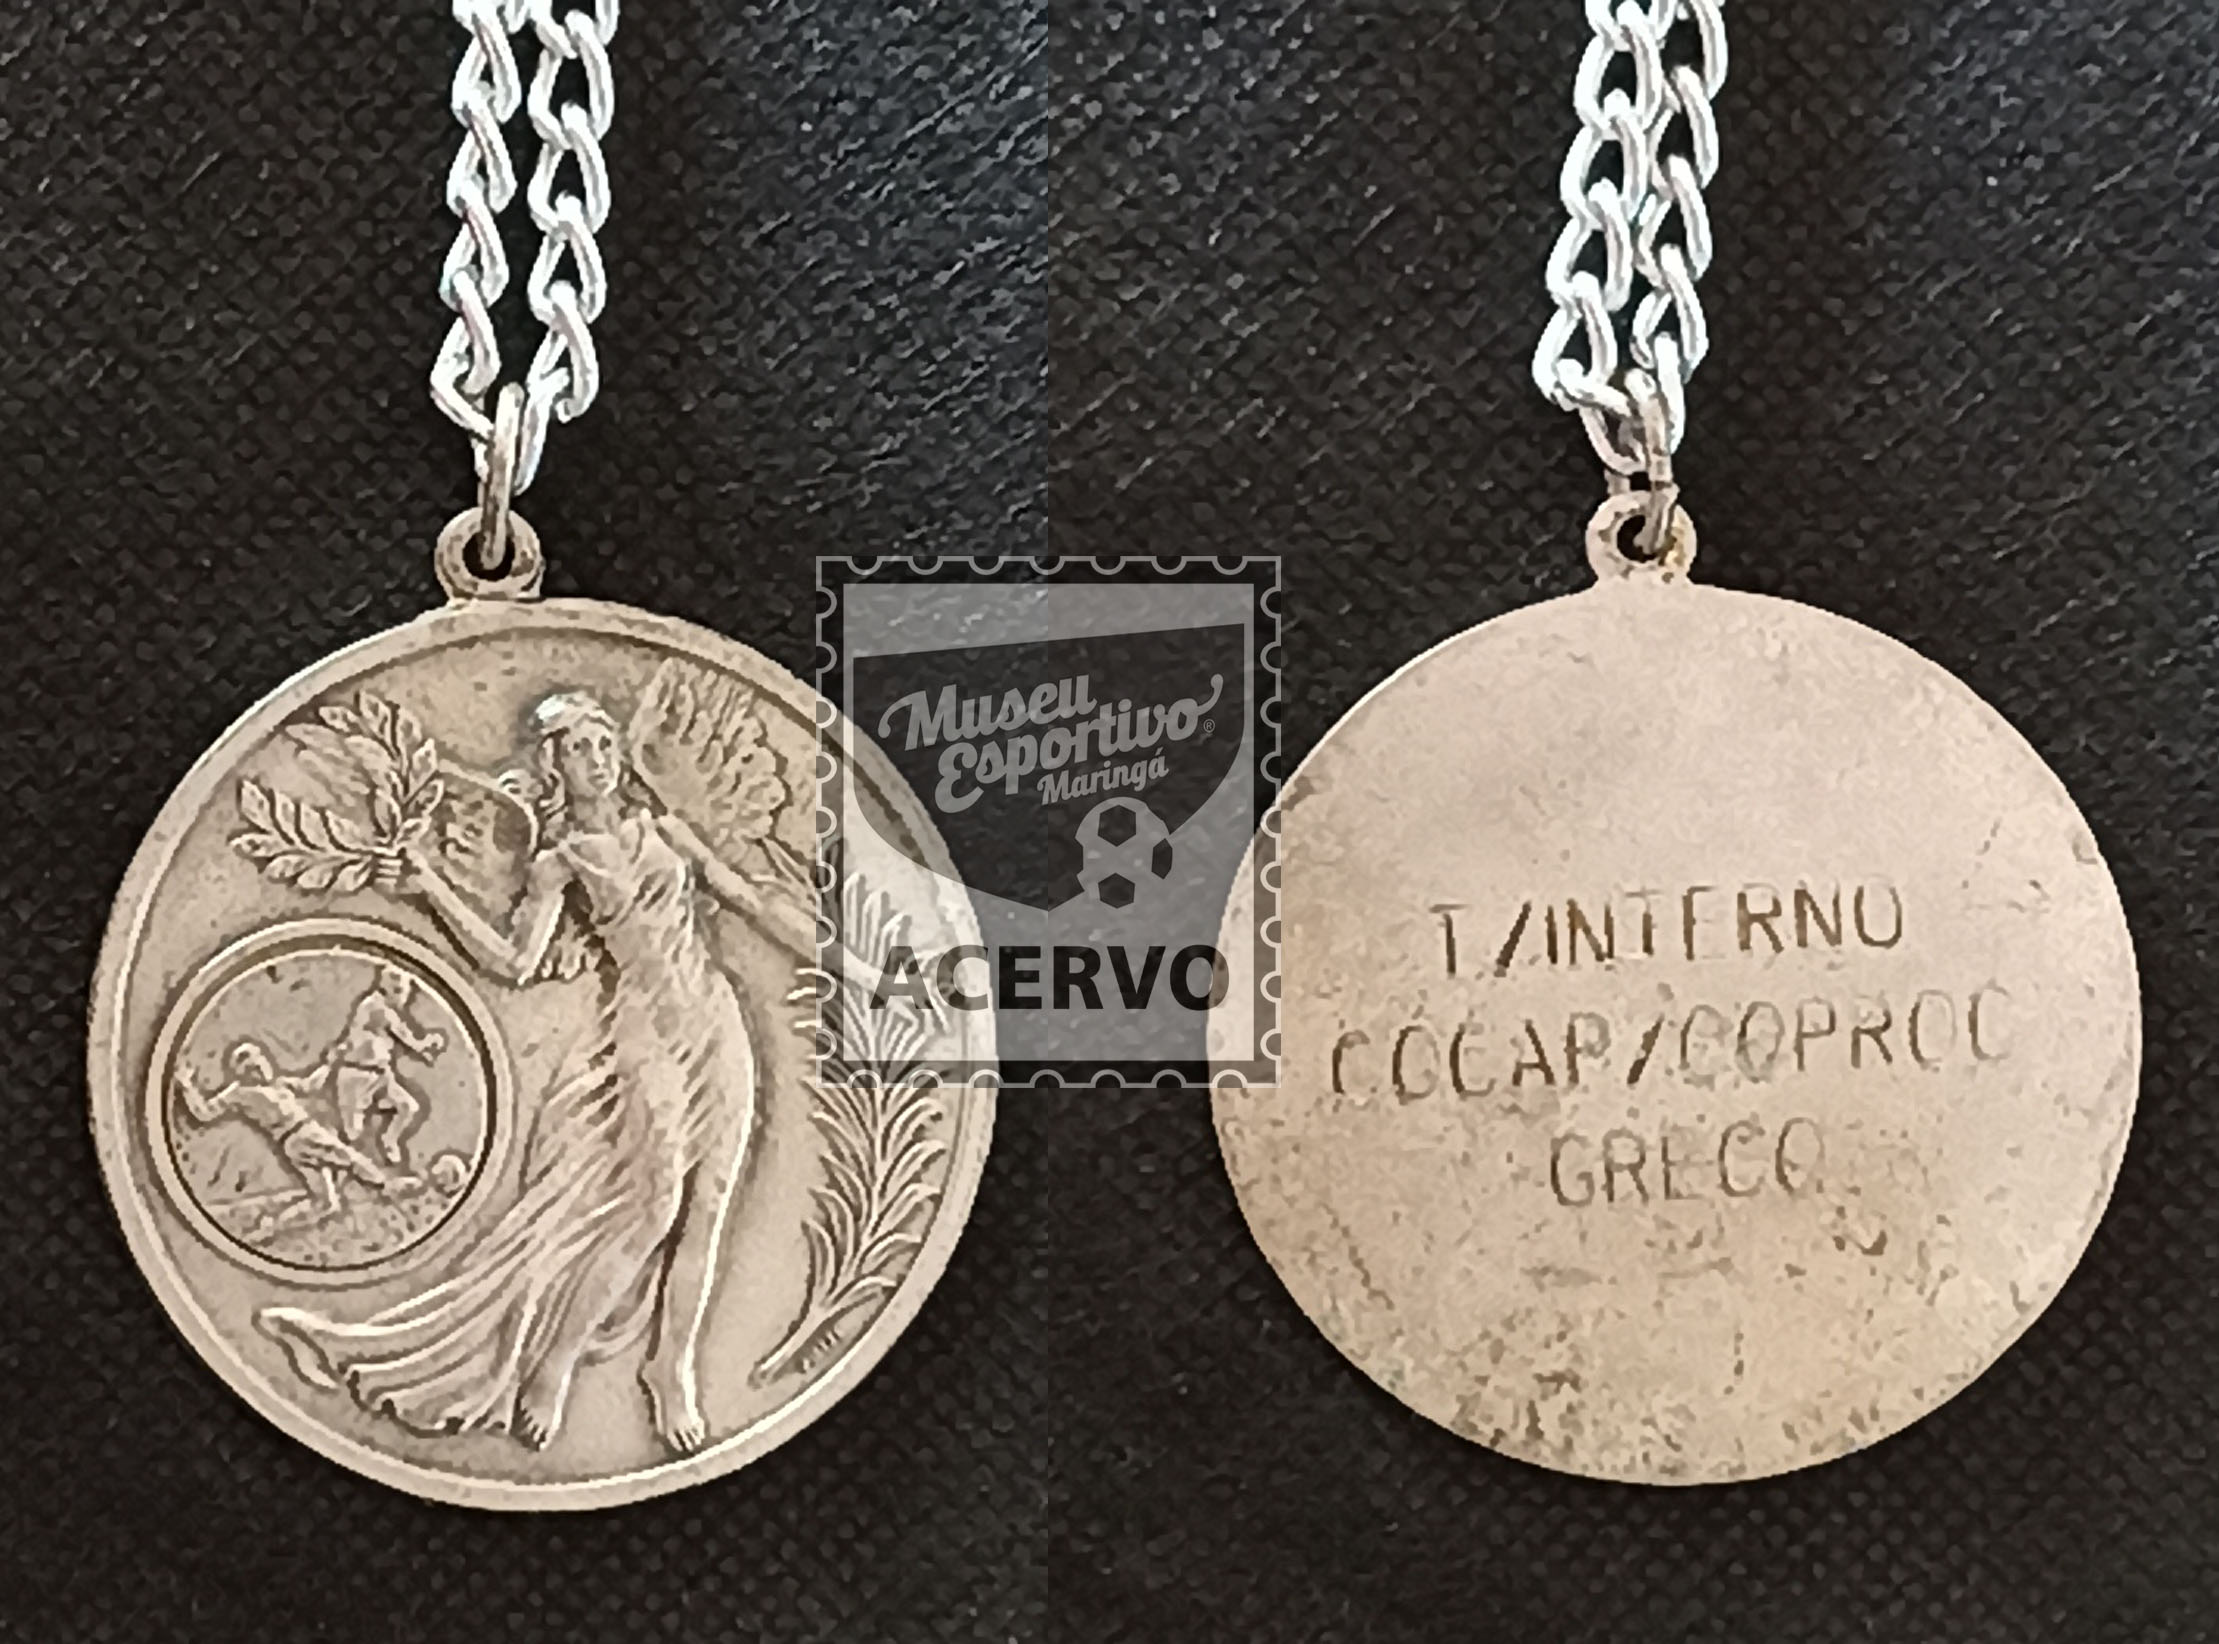 Museu
Esportivo®
Maringá
ACERVO
T/INTERNO
COCAP/COPROC
GRECO